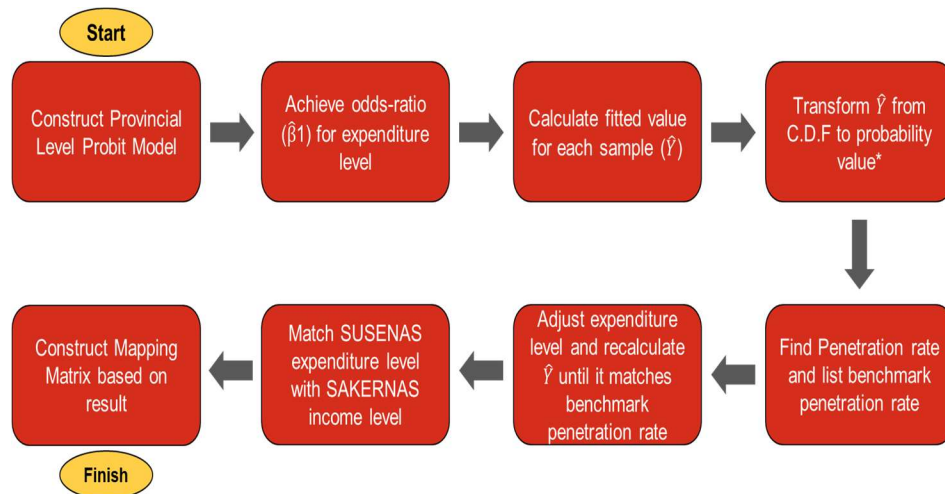 Start
Construct Provincial
Level Probit Model
Achieve odds-ratio
(β̂1) for expenditure
level
Calculate fitted value
for each sample (Ŷ)
Transform Ŷ from
C.D.F to probability
value*
Find Penetration rate
and list benchmark
penetration rate
Adjust expenditure
level and recalculate
Ŷ until it matches
benchmark
penetration rate
Match SUSENAS
expenditure level
with SAKERNAS
income level
Construct Mapping
Matrix based on
result
Finish